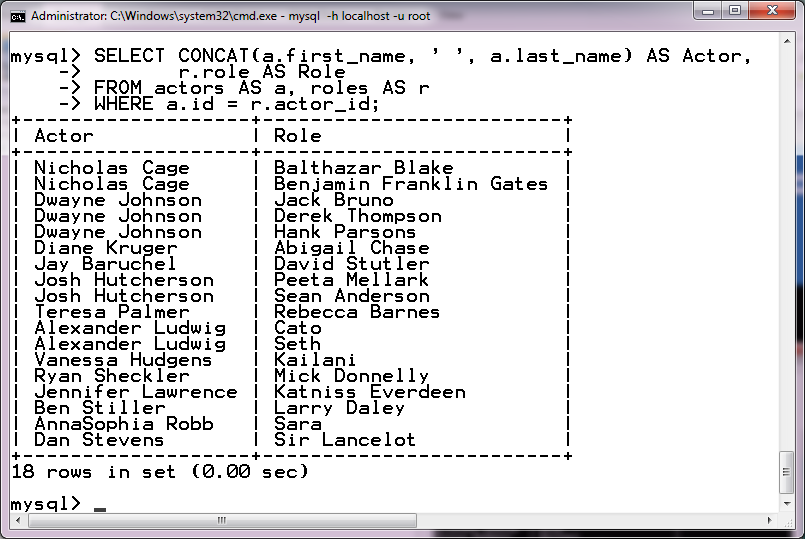 Administrator: C:\Windows\system32\cmd.exe - mysql  -h localhost -u root
mysql> SELECT CONCAT(a.first_name, ' ', a.last_name) AS Actor,
    ->        r.role AS Role
    -> FROM actors AS a, roles AS r
    -> WHERE a.id = r.actor_id;
+-------------------+--------------------------+
| Actor             | Role                     |
+-------------------+--------------------------+
| Nicholas Cage     | Balthazar Blake          |
| Nicholas Cage     | Benjamin Franklin Gates  |
| Dwayne Johnson    | Jack Bruno               |
| Dwayne Johnson    | Derek Thompson           |
| Dwayne Johnson    | Hank Parsons             |
| Diane Kruger      | Abigail Chase            |
| Jay Baruchel      | David Stutler            |
| Josh Hutcherson   | Peeta Mellark            |
| Josh Hutcherson   | Sean Anderson            |
| Teresa Palmer     | Rebecca Barnes           |
| Alexander Ludwig  | Cato                     |
| Alexander Ludwig  | Seth                     |
| Vanessa Hudgens   | Kailani                  |
| Ryan Sheckler     | Mick Donnelly            |
| Jennifer Lawrence | Katniss Everdeen         |
| Ben Stiller       | Larry Daley              |
| AnnaSophia Robb   | Sara                     |
| Dan Stevens       | Sir Lancelot             |
+-------------------+--------------------------+
18 rows in set (0.00 sec)
mysql> _